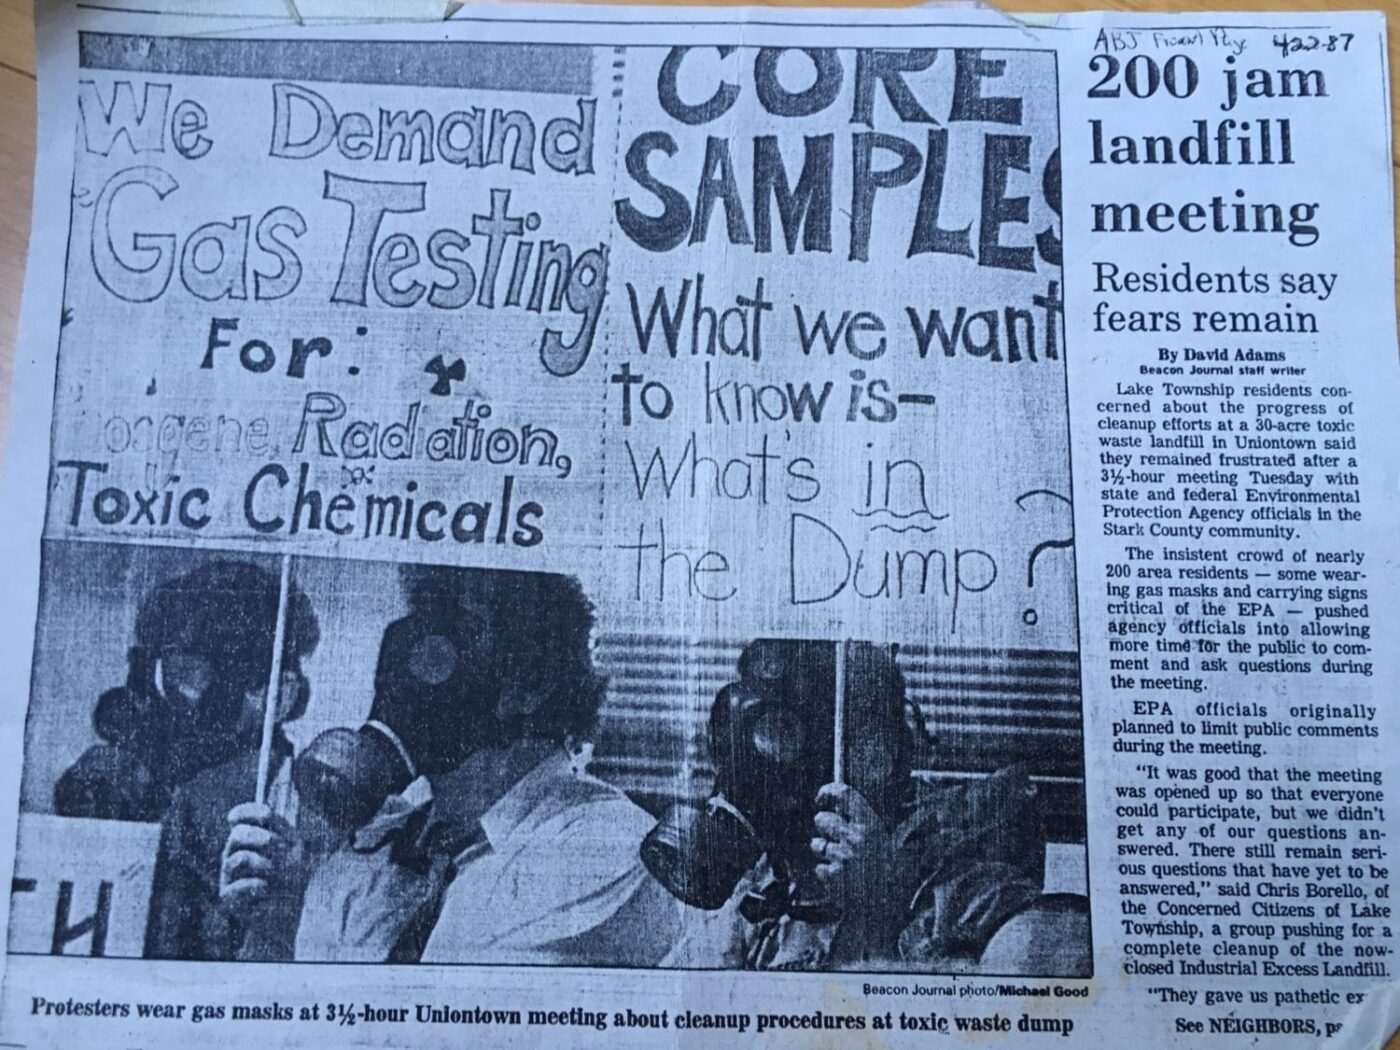 ABJ Front Pg 4-22-87
We Demand
Gas Testing
For:
Radiation,
or
Toxic Chemicals
TH
CORE
SAMPLES
What we want
to know is-
What's in
the Dump?
200 jam
landfill
meeting
Residents say
fears remain
By David Adams
Beacon Journal staff writer
Lake Township residents con-
cerned about the progress of
cleanup efforts at a 30-acre toxic
waste landfill in Uniontown said
they remained frustrated after a
3½-hour meeting Tuesday with
state and federal Environmental
Protection Agency officials in the
Stark County community.
The insistent crowd of nearly
200 area residents — some wear-
ing gas masks and carrying signs
critical of the EPA — pushed
agency officials into allowing
more time for the public to com-
ment and ask questions during
the meeting.
EPA officials originally
planned to limit public comments
during the meeting.
"It was good that the meeting
was opened up so that everyone
could participate, but we didn't
get any of our questions an-
swered. There still remain seri-
ous questions that have yet to be
answered," said Chris Borello, of
the Concerned Citizens of Lake
Township, a group pushing for a
complete cleanup of the now-
closed Industrial Excess Landfill.
"They gave us pathetic ex
See NEIGHBORS, pa
Beacon Journal photo/Michael Good
Protesters wear gas masks at 3½-hour Uniontown meeting about cleanup procedures at toxic waste dump